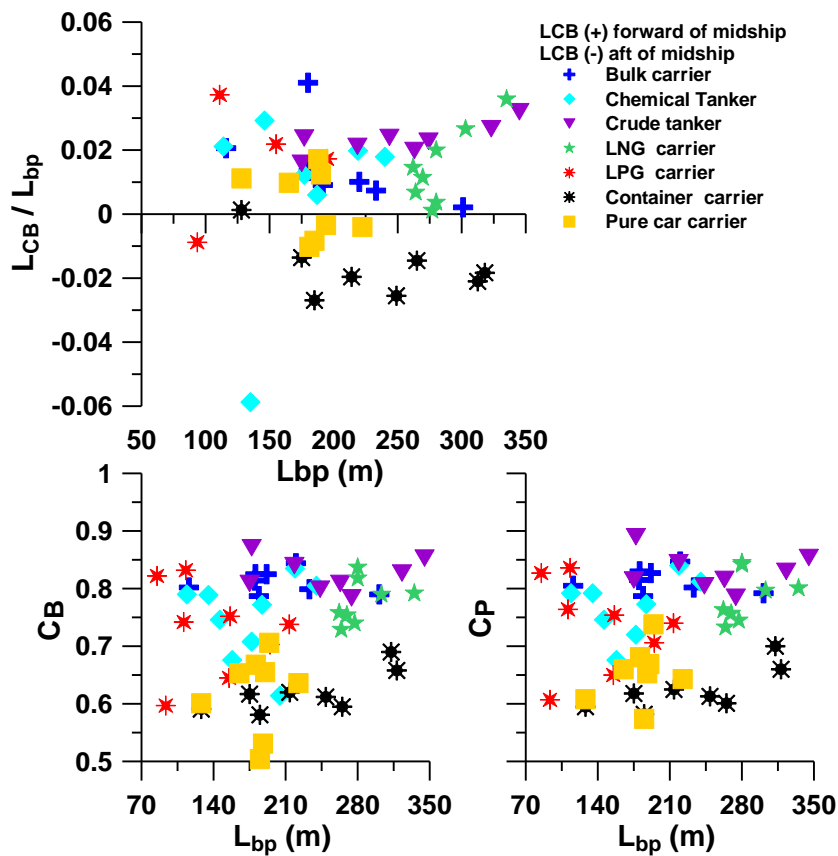 LCB (+) forward of midship
LCB (-) aft of midship
Bulk carrier
Chemical Tanker
Crude tanker
LNG carrier
LPG carrier
Container carrier
Pure car carrier
0.06
0.04
0.02
0
-0.02
-0.04
-0.06
LCB / Lbp
50 100 150 200 250 300 350
Lbp (m)
1
0.9
0.8
0.7
0.6
0.5
CB
70 140 210 280 350
Lbp (m)
1
0.9
0.8
0.7
0.6
0.5
CP
70 140 210 280 350
Lbp (m)